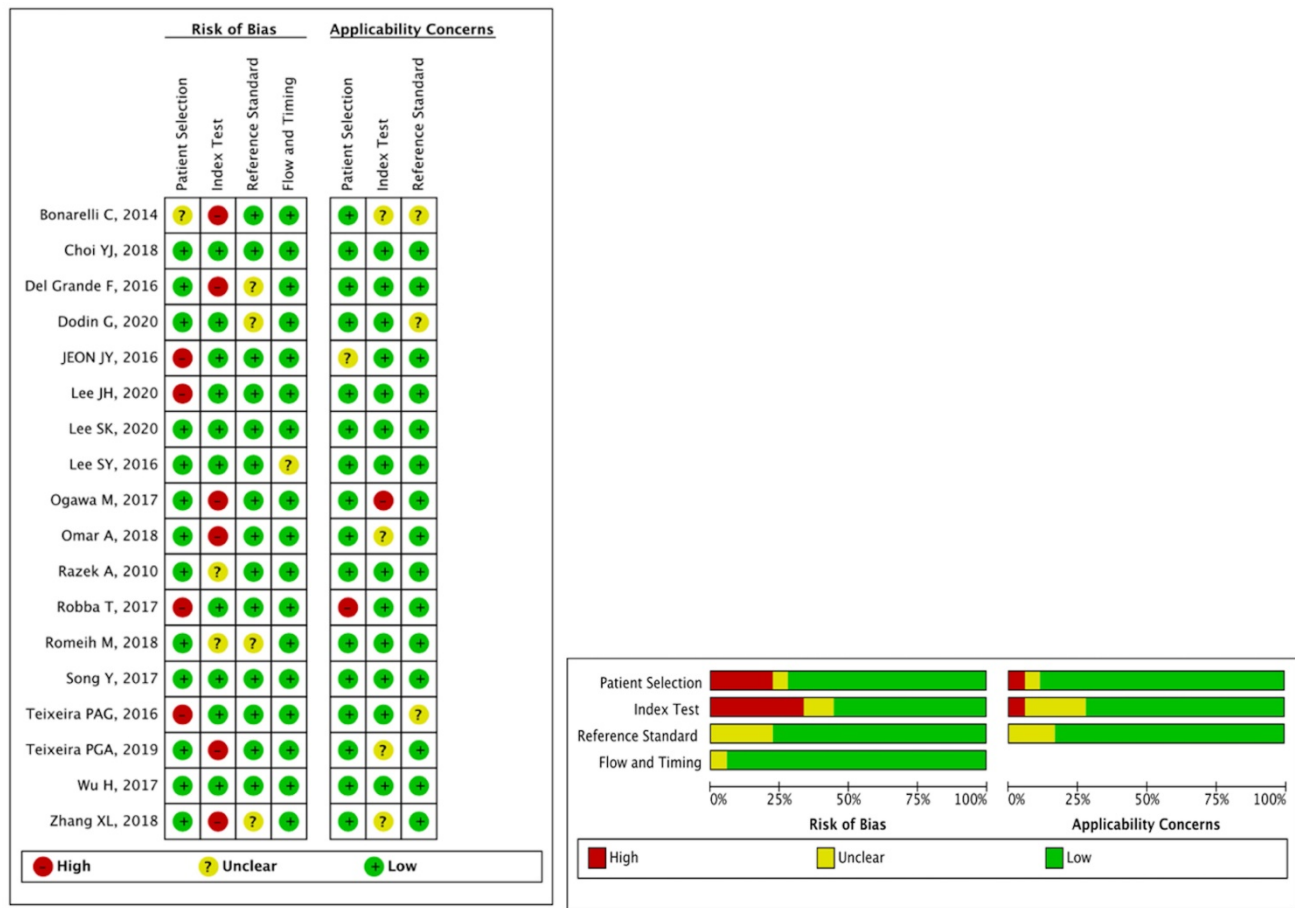 Risk of Bias
Applicability Concerns
Patient Selection
Index Test
Reference Standard
Flow and Timing
Patient Selection
Index Test
Reference Standard
Bonarelli C, 2014 ? - + + + ? ?
Choi YJ, 2018 + + + + + + +
Del Grande F, 2016 + - ? + + + +
Dodin G, 2020 + + ? + + + ?
JEON JY, 2016 - + + + ? + +
Lee JH, 2020 - + + + + + +
Lee SK, 2020 + + + + + + +
Lee SY, 2016 + + + ? + + +
Ogawa M, 2017 + - + + + - +
Omar A, 2018 + - + + + ? +
Razek A, 2010 + ? + + + + +
Robba T, 2017 - + + + - + +
Romeih M, 2018 + ? ? + + + +
Song Y, 2017 + + + + + + +
Teixeira PAG, 2016 - + + + + + ?
Teixeira PGA, 2019 + - + + + ? +
Wu H, 2017 + + + + + + +
Zhang XL, 2018 + - ? + + ? +
- High ? Unclear + Low
Patient Selection
Index Test
Reference Standard
Flow and Timing
0% 25% 50% 75% 100% 0% 25% 50% 75% 100%
Risk of Bias Applicability Concerns
High Unclear Low